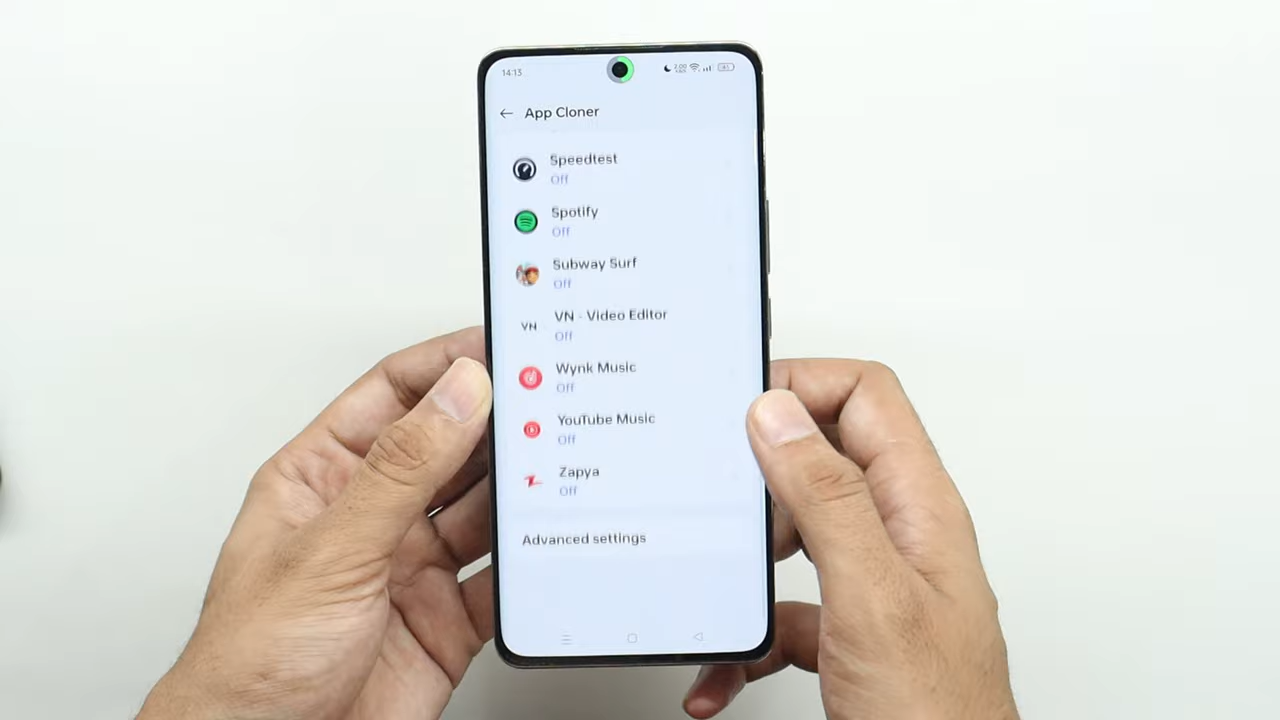 14:13
← App Cloner
Speedtest
Off
Spotify
Off
Subway Surf
Off
VN
VN - Video Editor
Off
Wynk Music
Off
YouTube Music
Off
Zapya
Off
Advanced settings